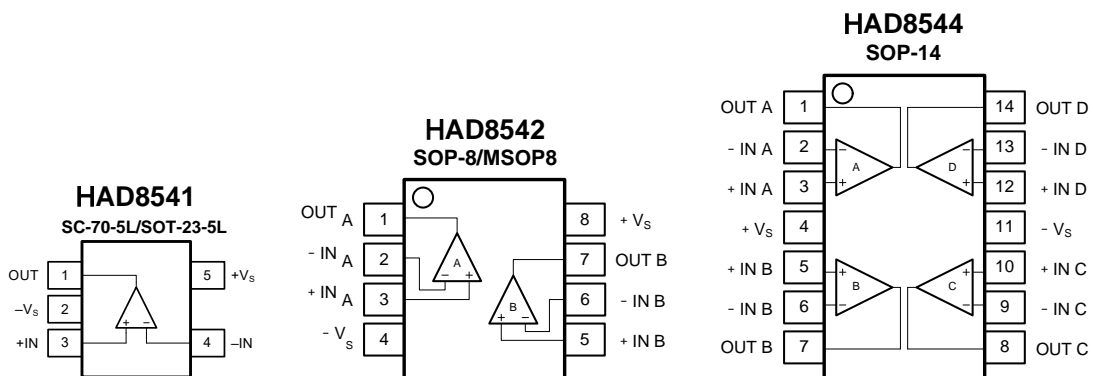 HAD8541
SC-70-5L/SOT-23-5L
OUT 1 5 +VS
–VS 2
+IN 3 + – 4 –IN
HAD8542
SOP-8/MSOP8
OUT A 1 8 + VS
- IN A 2 A 7 OUT B
- +
+ IN A 3 B 6 - IN B
+ -
- VS 4 5 + IN B
HAD8544
SOP-14
OUT A 1 14 OUT D
- IN A 2 - - 13 - IN D
A D
+ IN A 3 + + 12 + IN D
+ VS 4 11 - VS
+ IN B 5 + + 10 + IN C
B C
- IN B 6 - - 9 - IN C
OUT B 7 8 OUT C